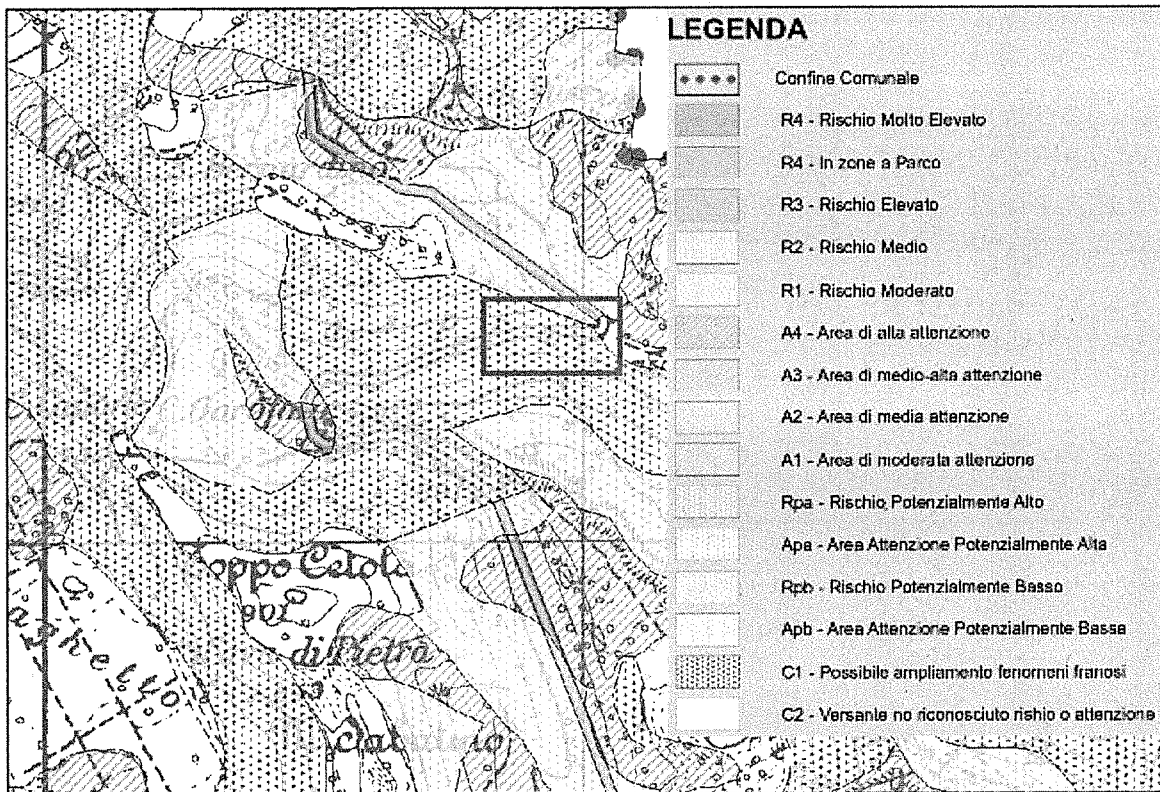 LEGENDA
Confine Comunale
R4 - Rischio Molto Elevato
R4 - In zone a Parco
R3 - Rischio Elevato
R2 - Rischio Medio
R1 - Rischio Moderato
A4 - Area di alta attenzione
A3 - Area di medio-alta attenzione
A2 - Area di media attenzione
A1 - Area di moderata attenzione
Rpa - Rischio Potenzialmente Alto
Apa - Area Attenzione Potenzialmente Alta
Rpb - Rischio Potenzialmente Basso
Apb - Area Attenzione Potenzialmente Bassa
C1 - Possibile ampliamento fenomeni franosi
C2 - Versante no riconosciuto rishio o attenzione
di Pietra